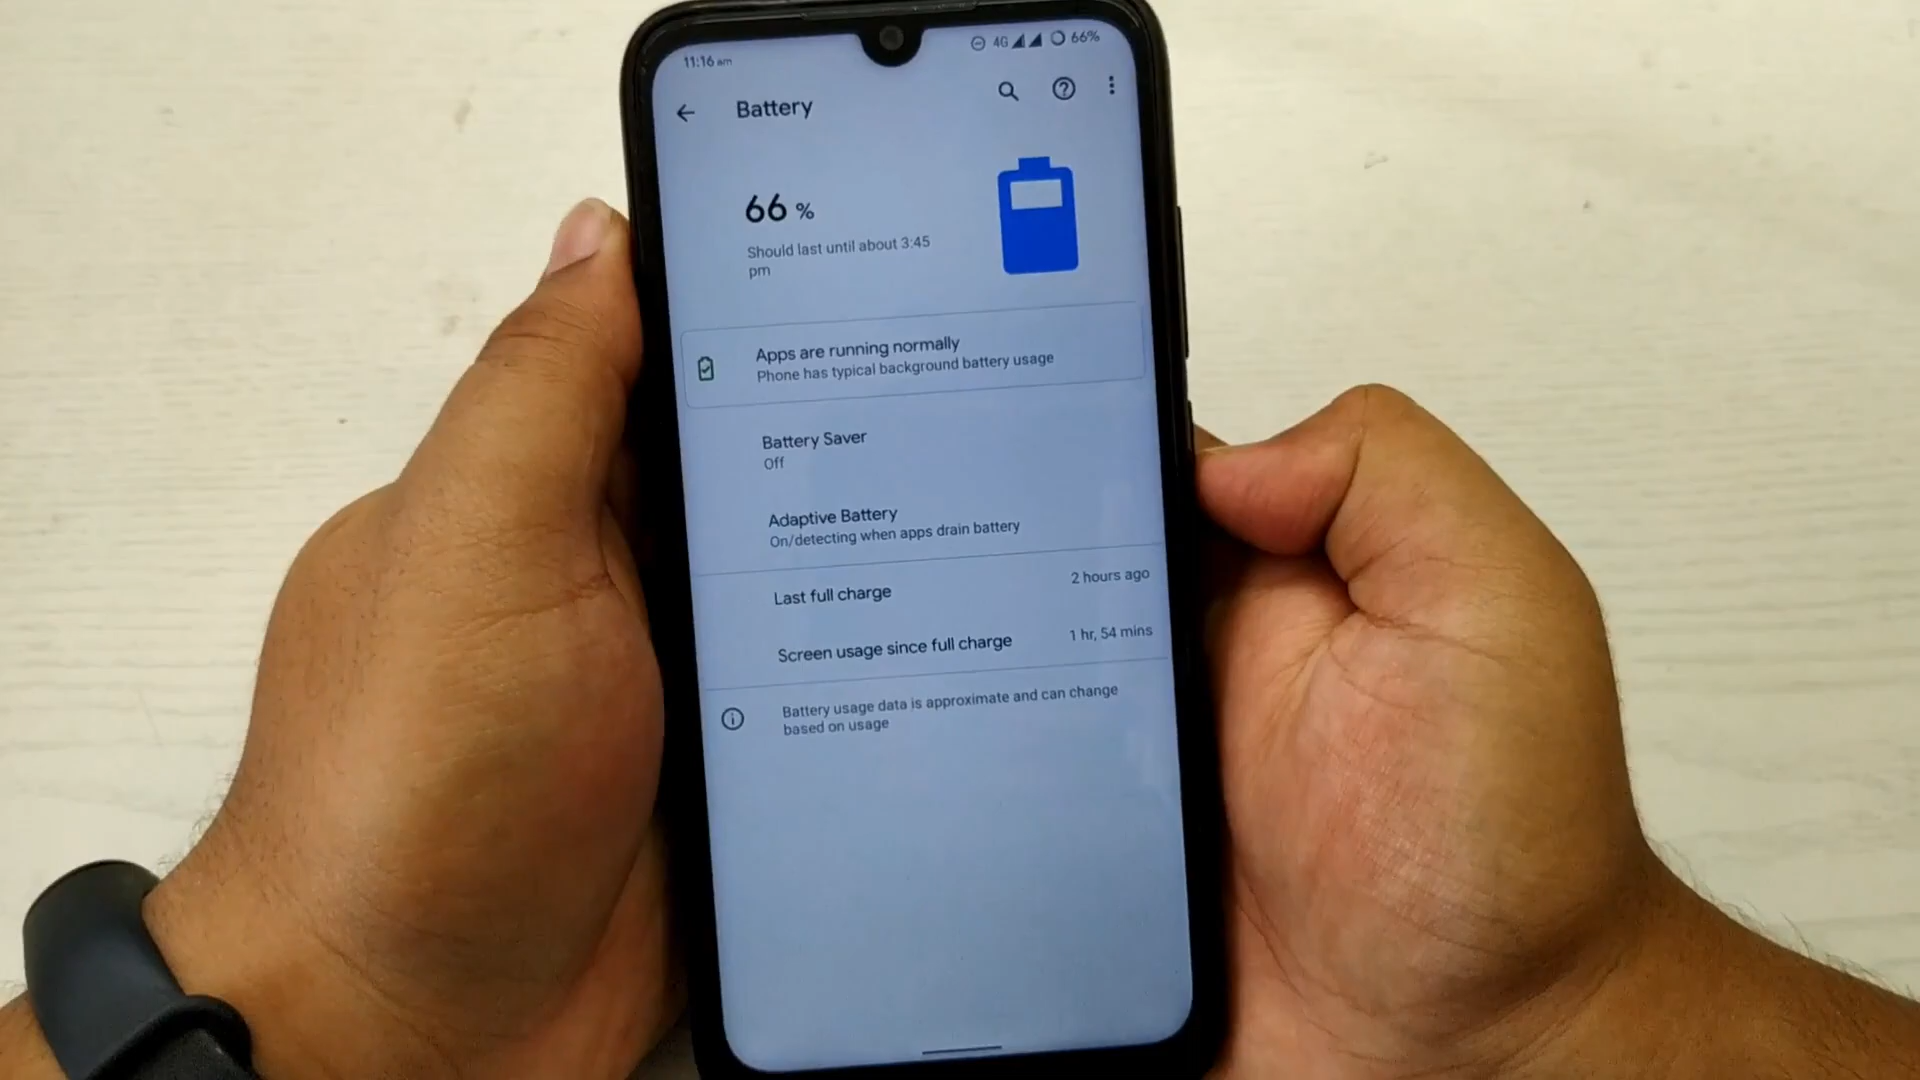 11:16 am
4G 66%
Battery
66 %
Should last until about 3:45
pm
Apps are running normally
Phone has typical background battery usage
Battery Saver
Off
Adaptive Battery
On/detecting when apps drain battery
Last full charge 2 hours ago
Screen usage since full charge 1 hr, 54 mins
Battery usage data is approximate and can change
based on usage